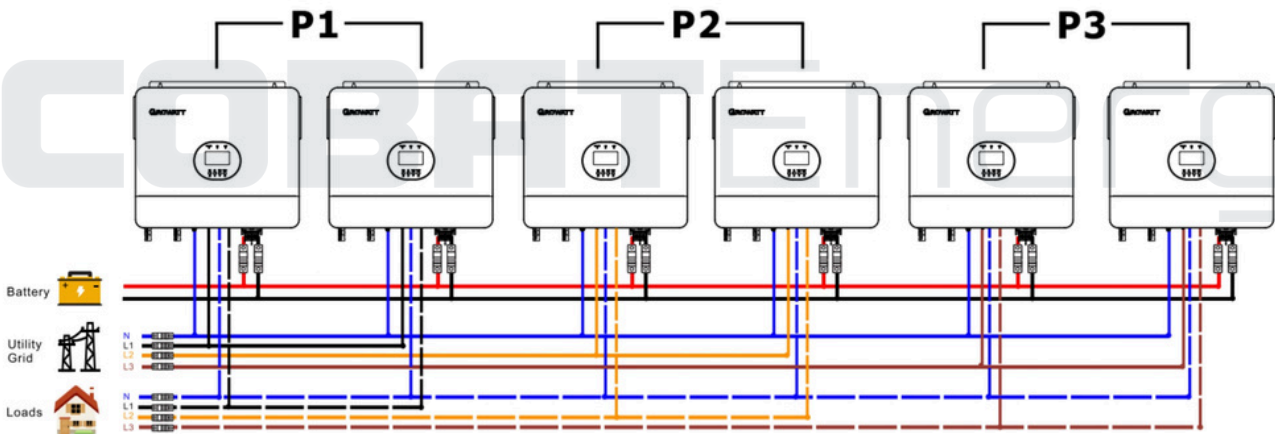 P1 P2 P3
COBATEnerg
GROWATT GROWATT GROWATT GROWATT GROWATT GROWATT
Battery
Utility
Grid
N
L1
L2
L3
Loads
N
L1
L2
L3